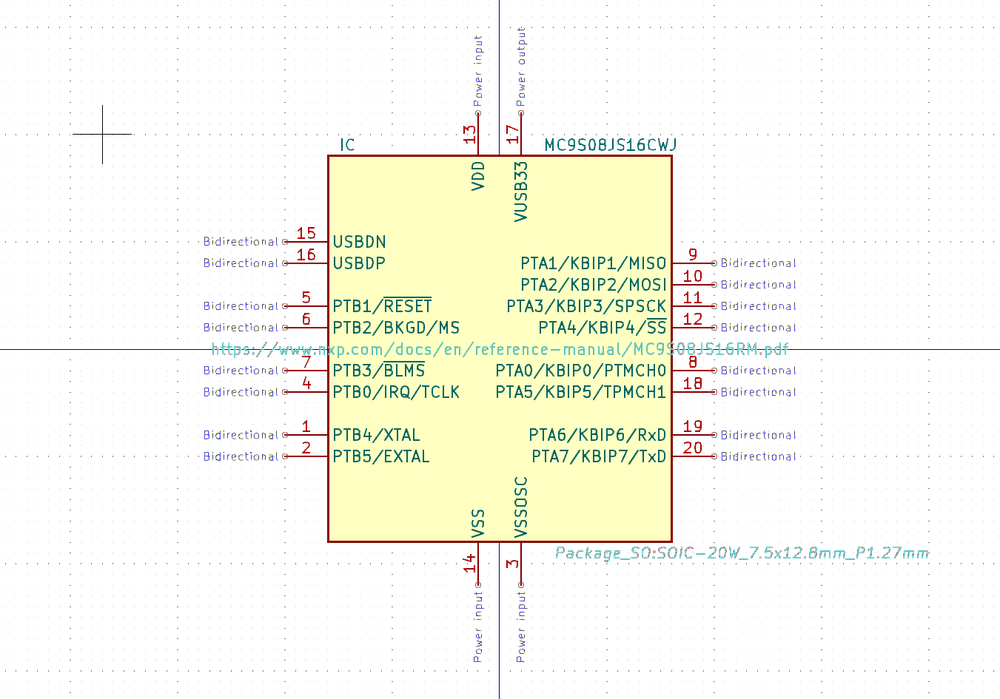 Power input
Power output
13
17
IC
MC9S08JS16CWJ
VDD
VUSB33
Bidirectional 15 USBDN
Bidirectional 16 USBDP
PTA1/KBIP1/MISO 9 Bidirectional
PTA2/KBIP2/MOSI 10 Bidirectional
Bidirectional 5 PTB1/RESET
PTA3/KBIP3/SPSCK 11 Bidirectional
Bidirectional 6 PTB2/BKGD/MS
PTA4/KBIP4/SS 12 Bidirectional
https://www.nxp.com/docs/en/reference-manual/MC9S08JS16RM.pdf
Bidirectional 7 PTB3/BLMS
PTA0/KBIP0/PTMCH0 8 Bidirectional
Bidirectional 4 PTB0/IRQ/TCLK
PTA5/KBIP5/TPMCH1 18 Bidirectional
Bidirectional 1 PTB4/XTAL
PTA6/KBIP6/RxD 19 Bidirectional
Bidirectional 2 PTB5/EXTAL
PTA7/KBIP7/TxD 20 Bidirectional
VSS
VSSOSC
Package_SO:SOIC-20W_7.5x12.8mm_P1.27mm
14
3
Power input
Power input